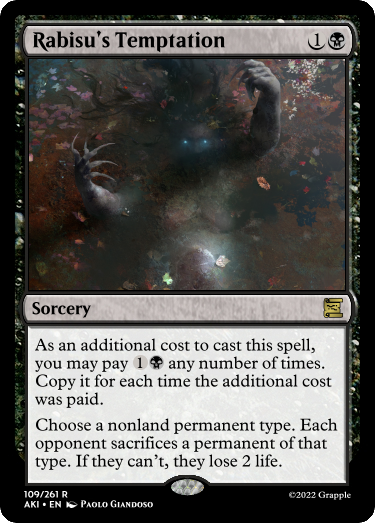 Rabisu's Temptation 1
Sorcery
As an additional cost to cast this spell,
you may pay 1 any number of times.
Copy it for each time the additional cost
was paid.
Choose a nonland permanent type. Each
opponent sacrifices a permanent of that
type. If they can't, they lose 2 life.
109/261 R
AKI • EN Paolo Giandoso
©2022 Grapple